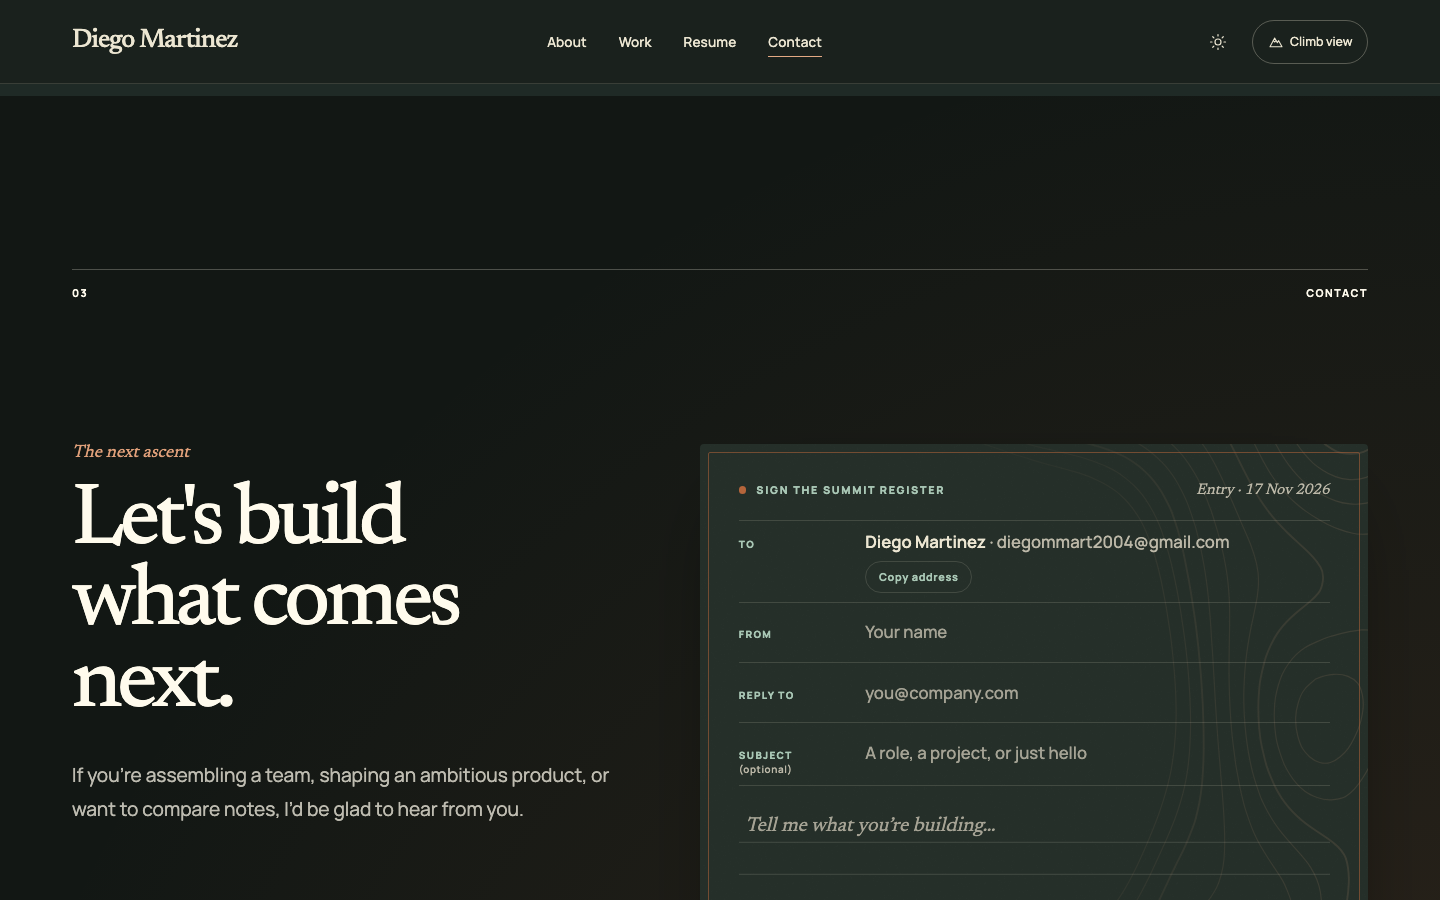 Diego Martinez
About
Work
Resume
Contact
Climb view
03
CONTACT
The next ascent
Let's build
what comes
next.
If you’re assembling a team, shaping an ambitious product, or
want to compare notes, I’d be glad to hear from you.
SIGN THE SUMMIT REGISTER
Entry · 17 Nov 2026
TO
Diego Martinez · diegommart2004@gmail.com
Copy address
FROM
Your name
REPLY TO
you@company.com
SUBJECT
(optional)
A role, a project, or just hello
Tell me what you’re building…